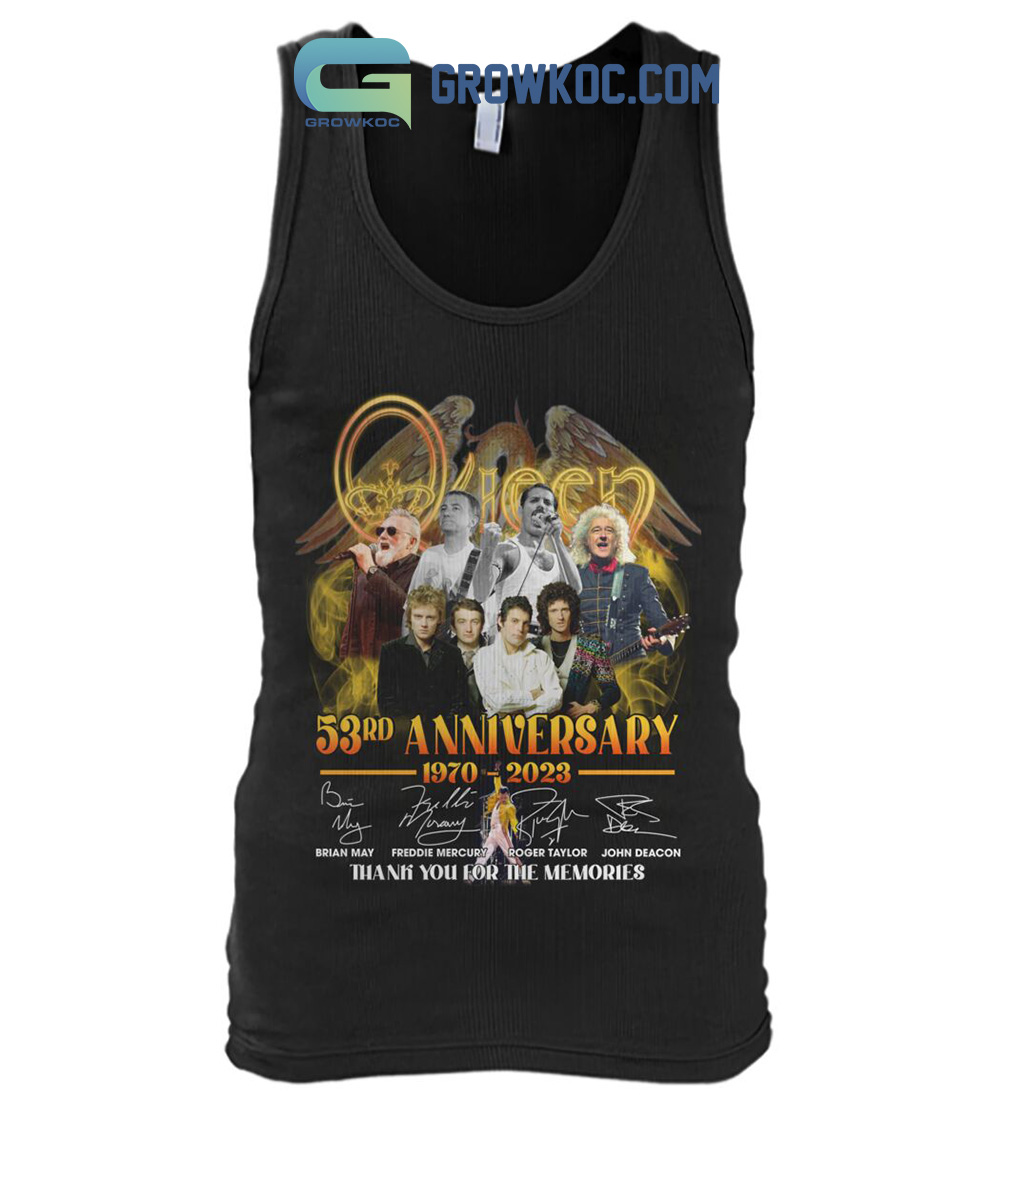 GROWKOC.COM
GROWKOC
Queen
53RD ANNIVERSARY
1970 - 2023
BRIAN MAY FREDDIE MERCURY ROGER TAYLOR JOHN DEACON
THANK YOU FOR THE MEMORIES